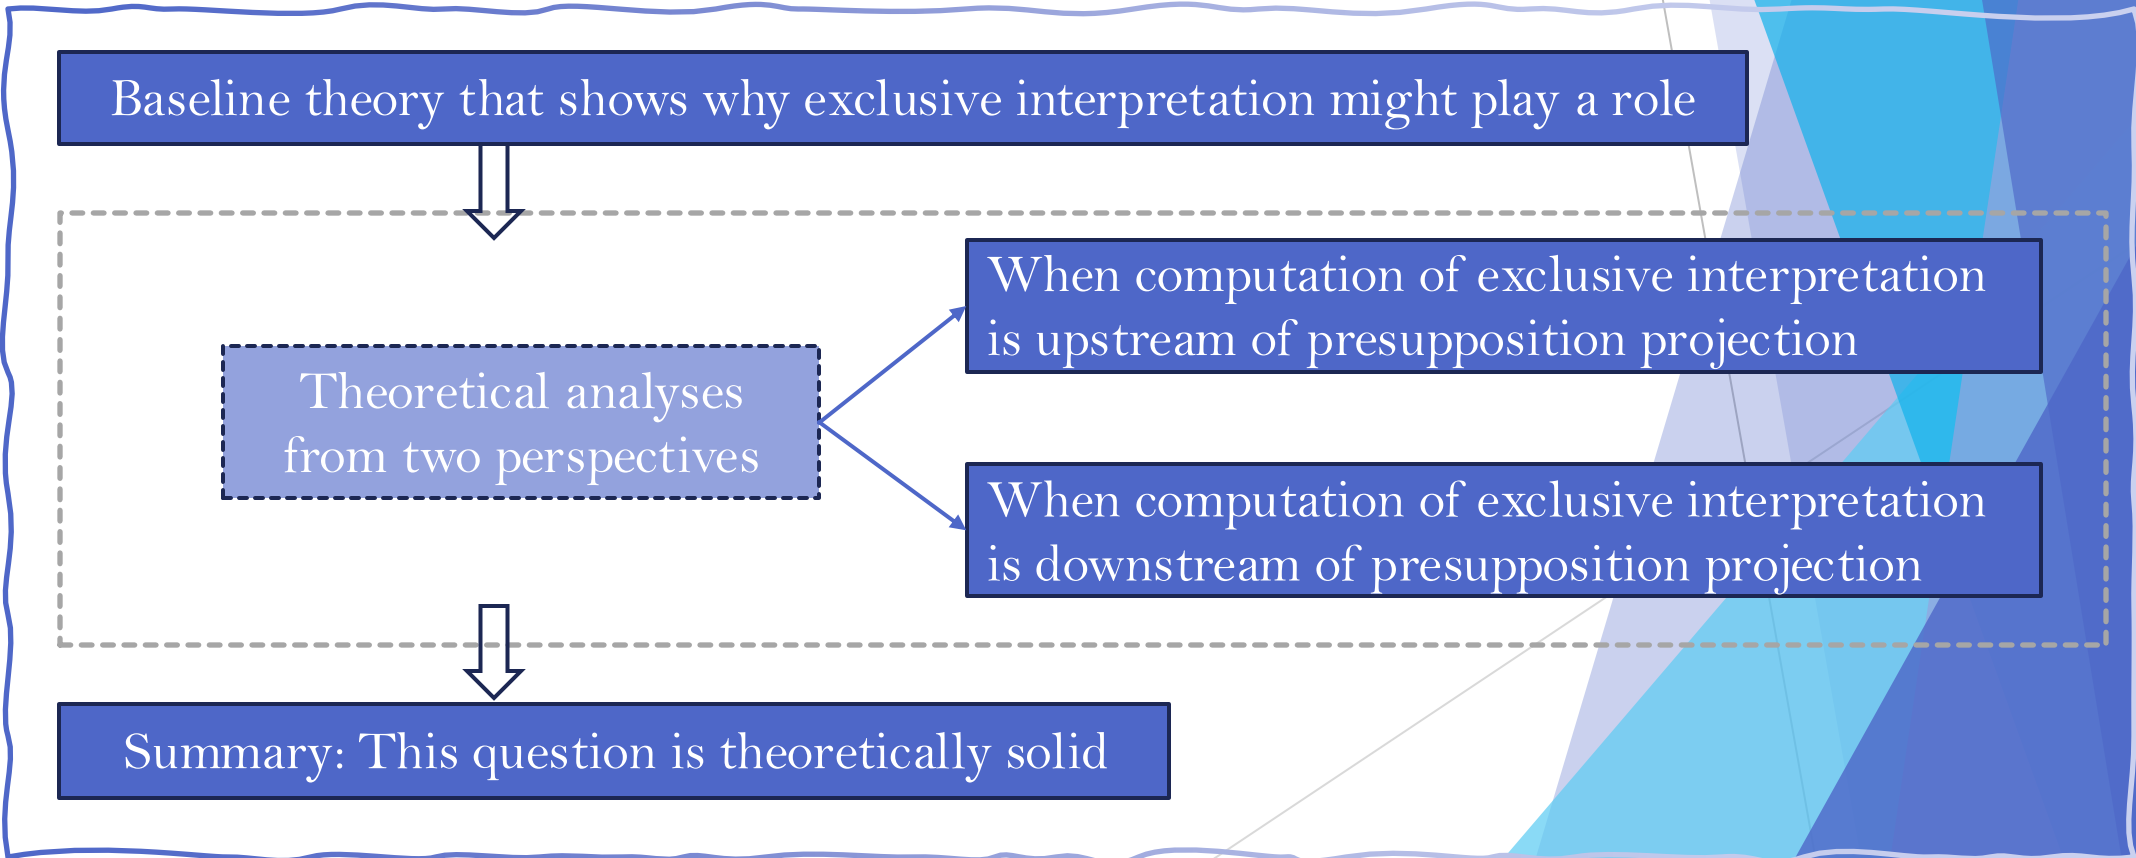 Baseline theory that shows why exclusive interpretation might play a role
Theoretical analyses
from two perspectives
When computation of exclusive interpretation
is upstream of presupposition projection
When computation of exclusive interpretation
is downstream of presupposition projection
Summary: This question is theoretically solid